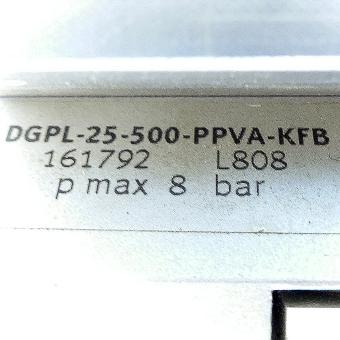 DGPL-25-500-PPVA-KFB
161792 L808
p max 8 bar